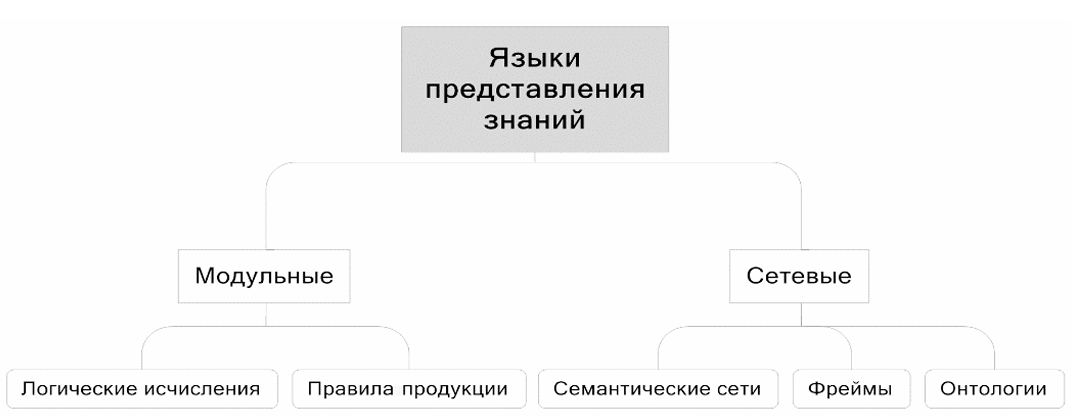 Языки
представления
знаний
Модульные
Сетевые
Логические исчисления
Правила продукции
Семантические сети
Фреймы
Онтологии